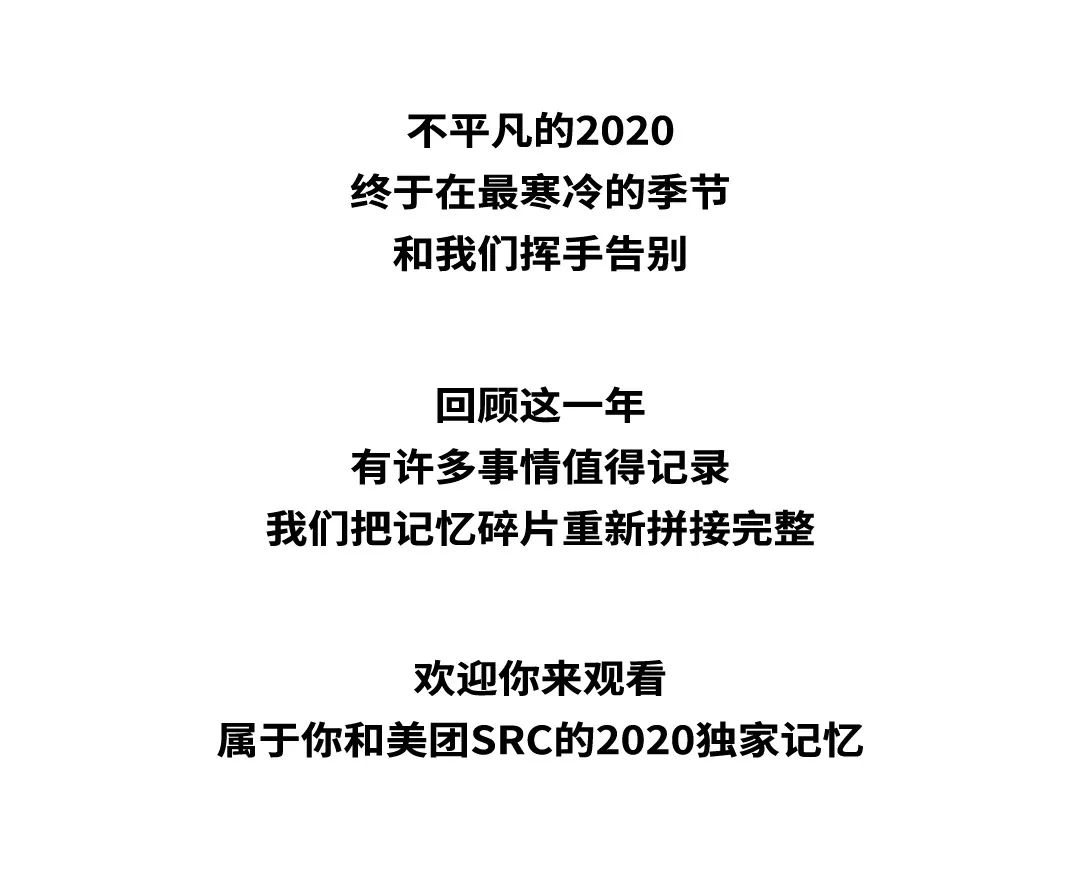 不平凡的2020
终于在最寒冷的季节
和我们挥手告别
回顾这一年
有许多事情值得记录
我们把记忆碎片重新拼接完整
欢迎你来观看
属于你和美团SRC的2020独家记忆